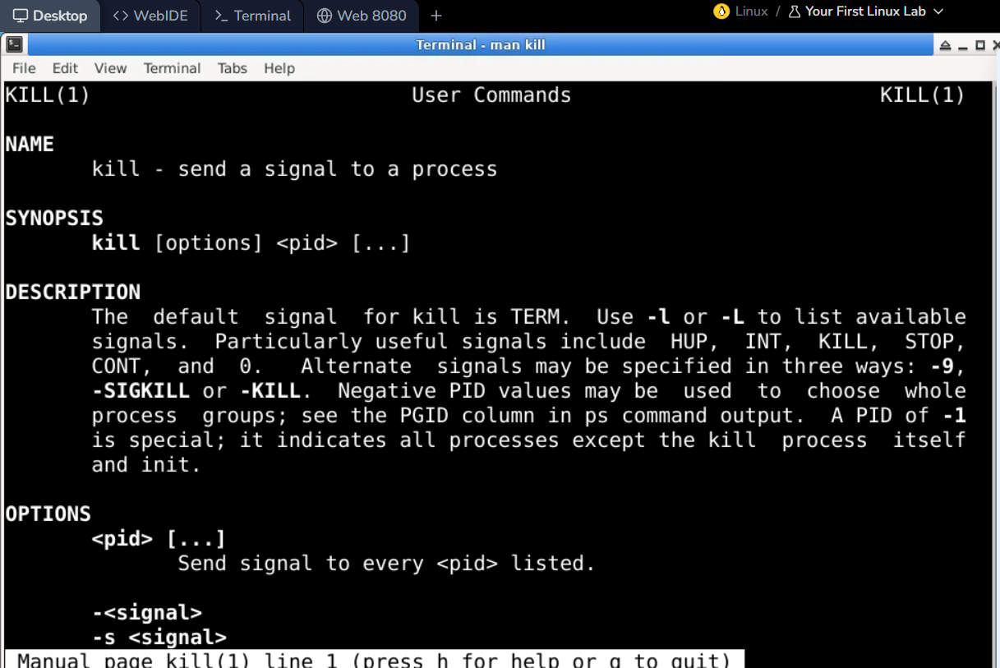 Desktop WebIDE Terminal Web 8080 + Linux / Your First Linux Lab
Terminal - man kill
File Edit View Terminal Tabs Help
KILL(1) User Commands KILL(1)
NAME
kill - send a signal to a process
SYNOPSIS
kill [options] <pid> [...]
DESCRIPTION
The default signal for kill is TERM. Use -l or -L to list available
signals. Particularly useful signals include HUP, INT, KILL, STOP,
CONT, and 0. Alternate signals may be specified in three ways: -9,
-SIGKILL or -KILL. Negative PID values may be used to choose whole
process groups; see the PGID column in ps command output. A PID of -1
is special; it indicates all processes except the kill process itself
and init.
OPTIONS
<pid> [...]
Send signal to every <pid> listed.
-<signal>
-s <signal>
Manual page kill(1) line 1 (press h for help or q to quit)